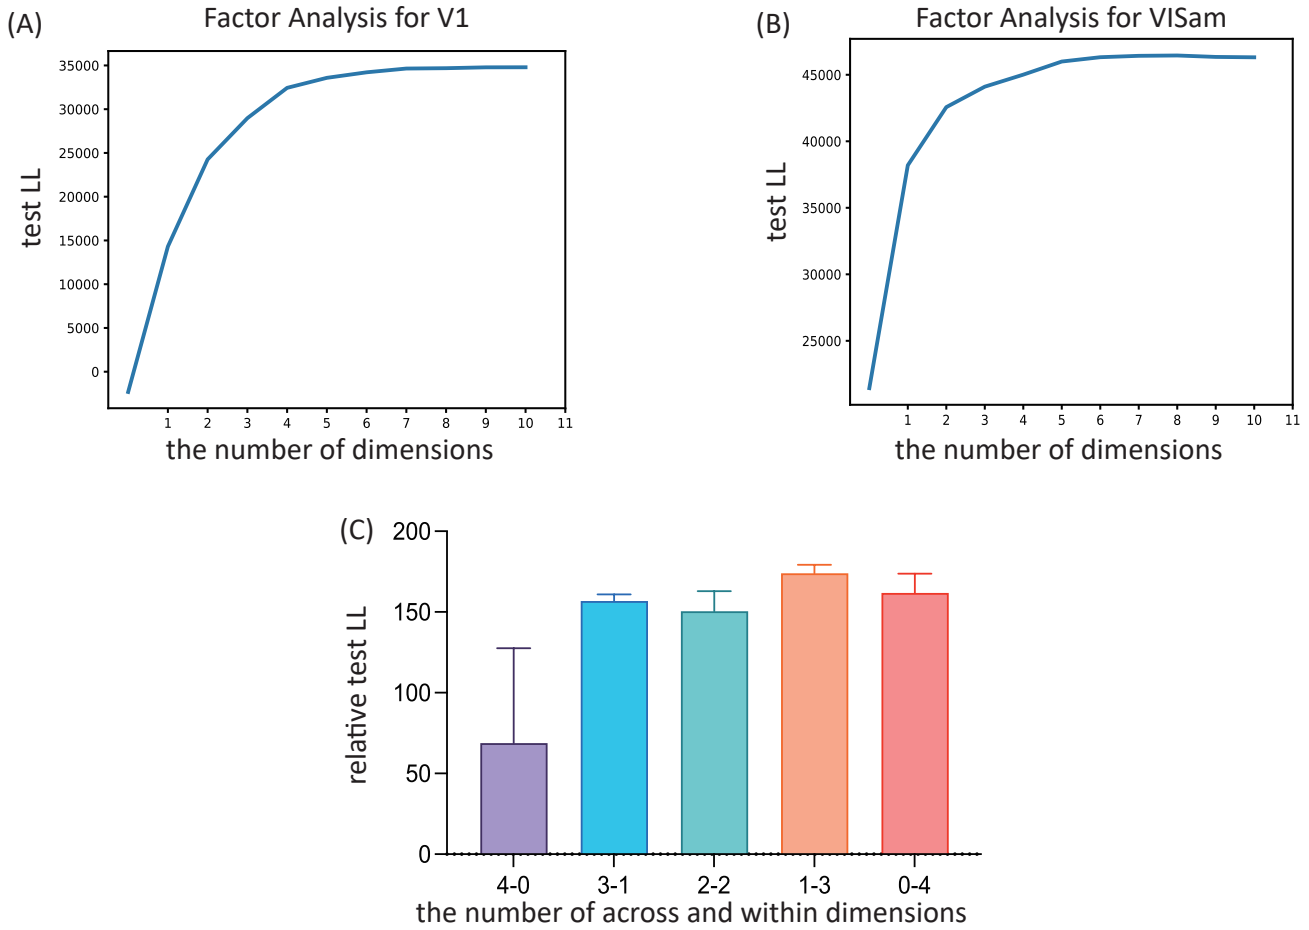 (A)
Factor Analysis for V1
35000
30000
25000
20000
15000
10000
5000
0
test LL
1 2 3 4 5 6 7 8 9 10 11
the number of dimensions
(B)
Factor Analysis for VISam
45000
40000
45000
30000
25000
test LL
1 2 3 4 5 6 7 8 9 10 11
the number of dimensions
(C)
200
150
100
50
0
relative test LL
4-0 3-1 2-2 1-3 0-4
the number of across and within dimensions